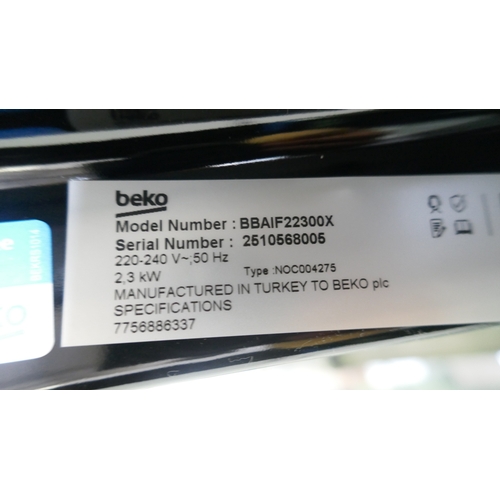 beko
Model Number : BBAIF22300X
Serial Number : 2510568005
220-240 V~;50 Hz
2,3 kW
Type :NOC004275
MANUFACTURED IN TURKEY TO BEKO plc
SPECIFICATIONS
7756886337